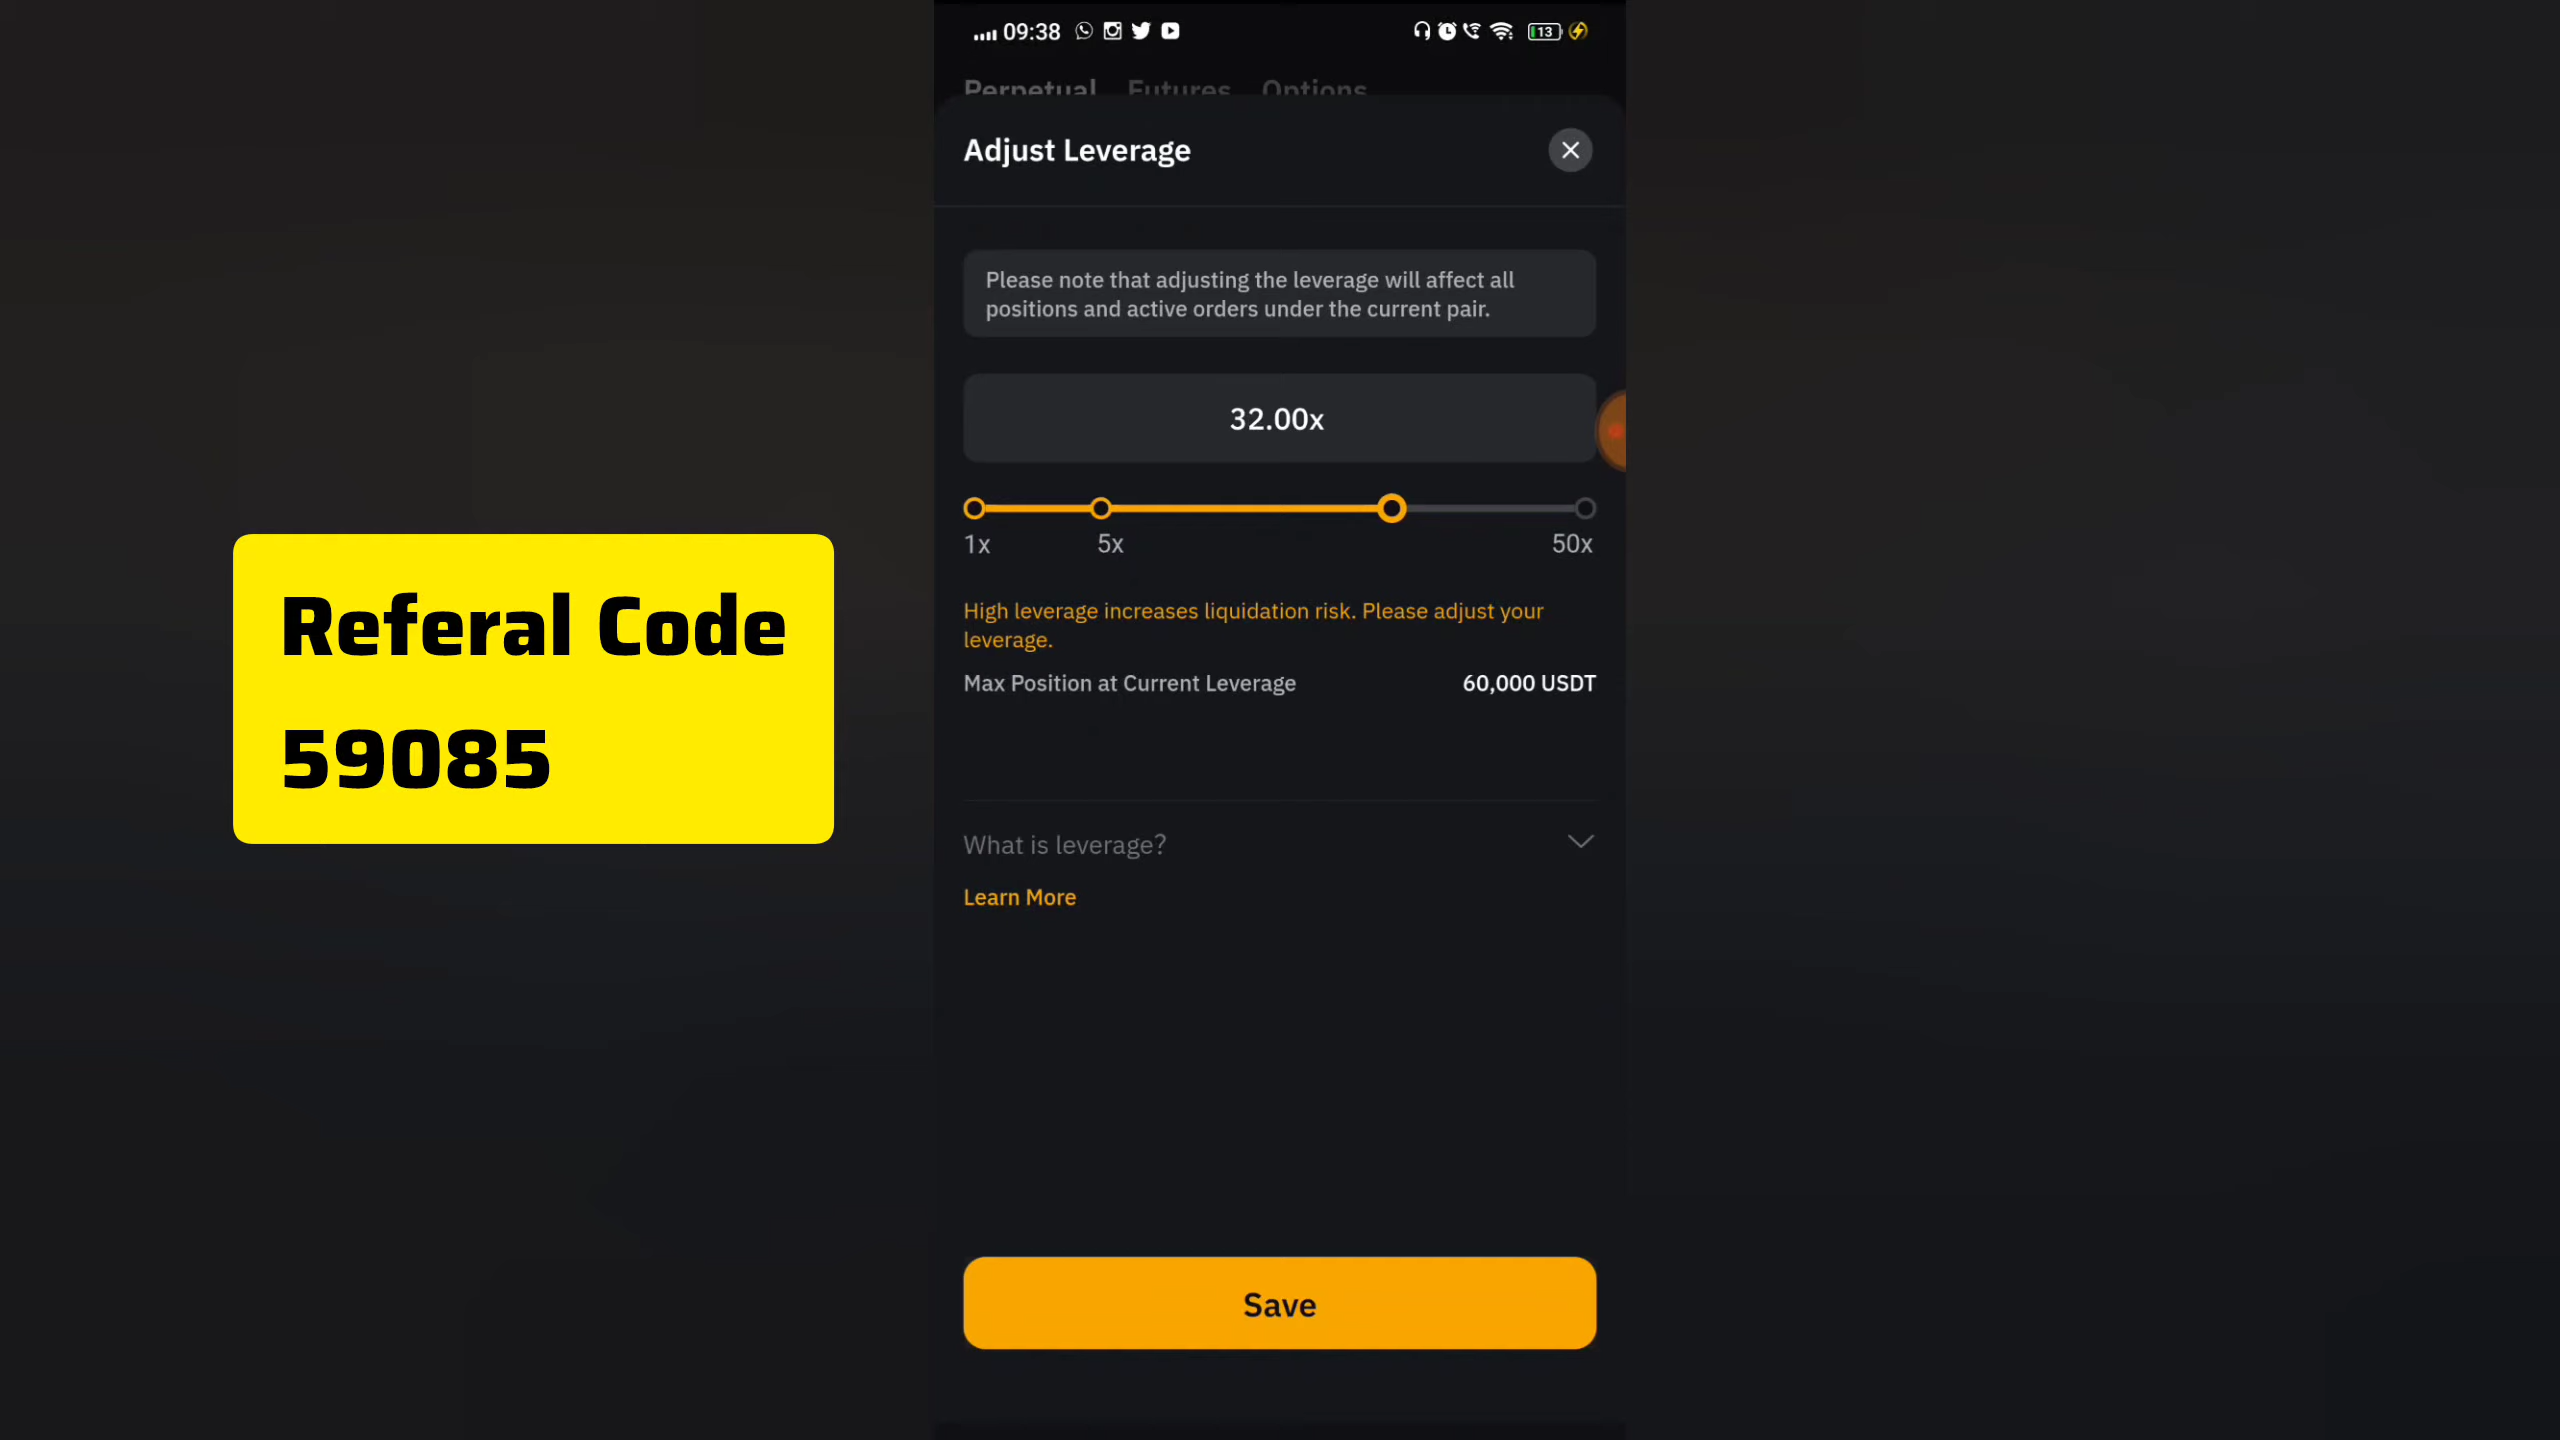 09:38
13
Perpetual Futures Options
Adjust Leverage
Please note that adjusting the leverage will affect all
positions and active orders under the current pair.
32.00x
1x 5x 50x
High leverage increases liquidation risk. Please adjust your
leverage.
Max Position at Current Leverage 60,000 USDT
What is leverage?
Learn More
Save
Referal Code
59085